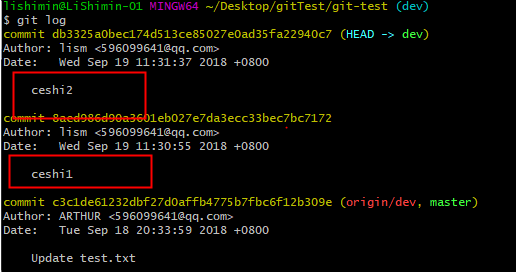 lishimin@LiShimin-01 MINGW64 ~/Desktop/gitTest/git-test (dev)
$ git log
commit db3325a0bec174d513ce85027e0ad35fa22940c7 (HEAD -> dev)
Author: lism <596099641@qq.com>
Date: Wed Sep 19 11:31:37 2018 +0800
ceshi2
commit 8aed986d90a3601eb027e7da3ecc33bec7bc7172
Author: lism <596099641@qq.com>
Date: Wed Sep 19 11:30:55 2018 +0800
ceshi1
commit c3c1de61232dbf27d0affb4775b7fbc6f12b309e (origin/dev, master)
Author: ARTHUR <596099641@qq.com>
Date: Tue Sep 18 20:33:59 2018 +0800
Update test.txt